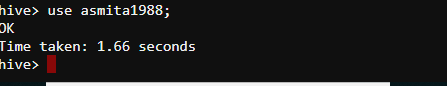 hive> use asmita1988;
OK
Time taken: 1.66 seconds
hive>